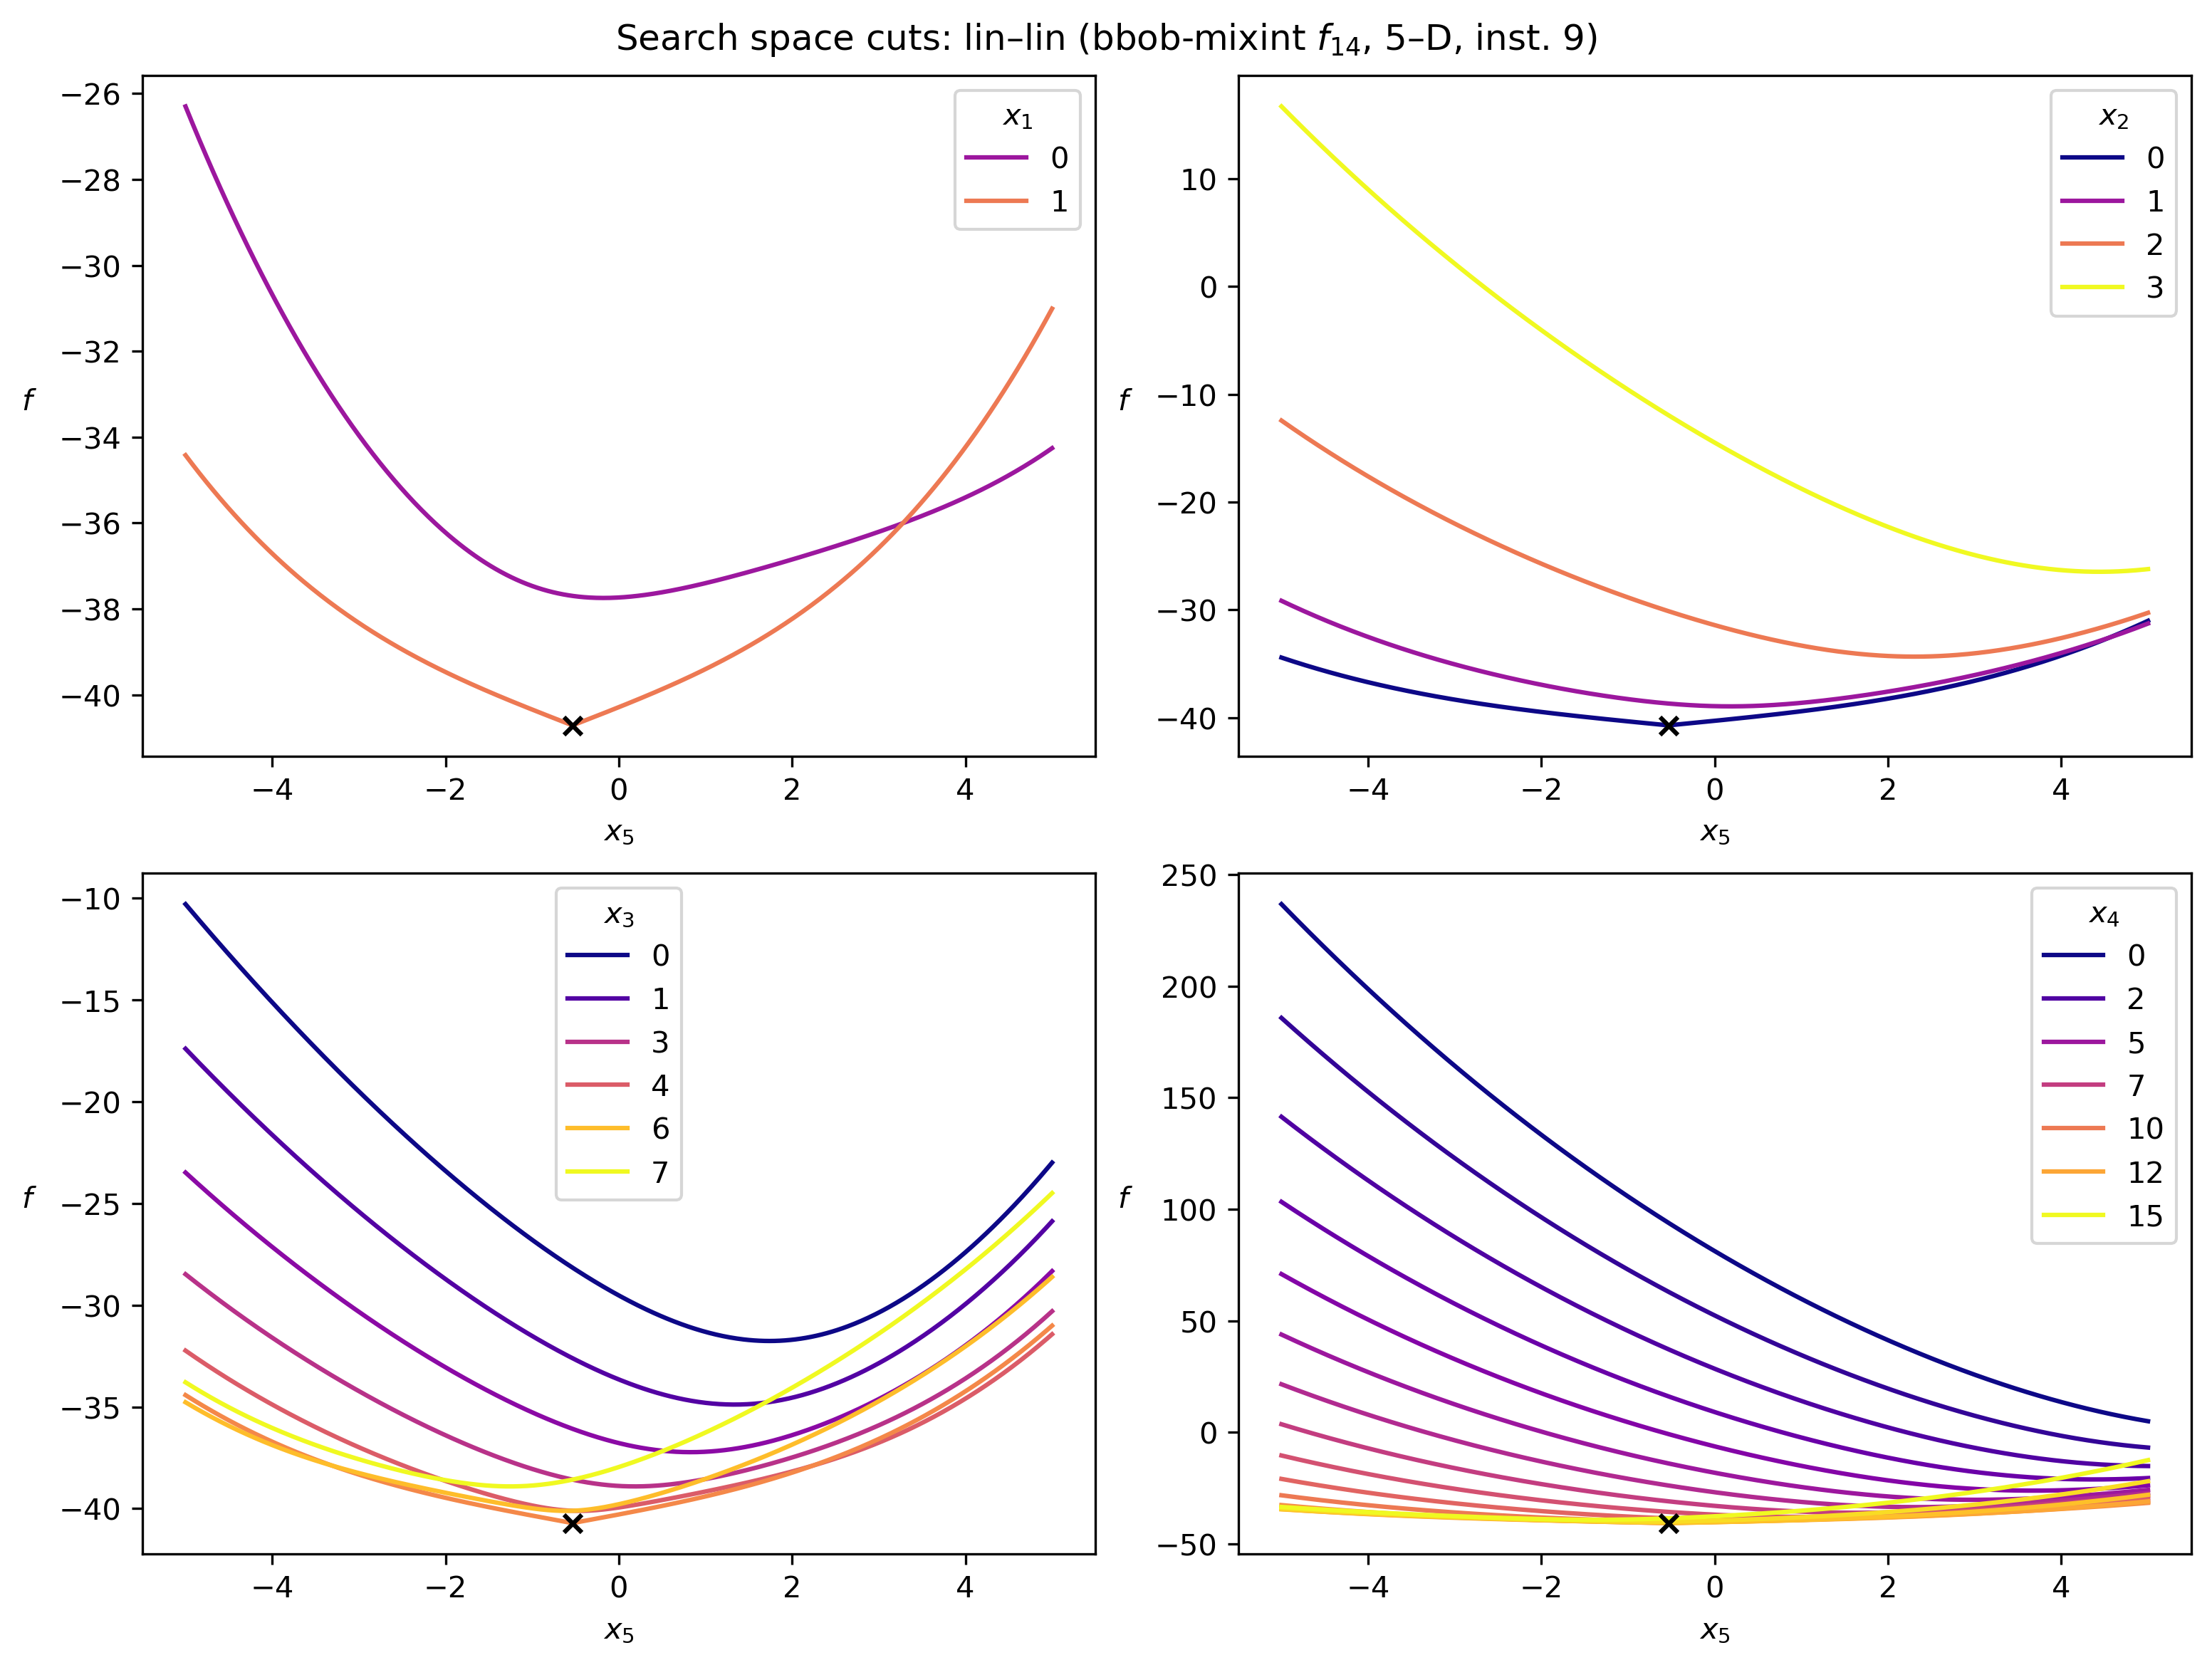 Search space cuts: lin–lin (bbob-mixint f14, 5–D, inst. 9)
−26
−28
−30
−32
−34
−36
−38
−40
f
x1
0
1
−4 −2 0 2 4
x5
10
0
−10
−20
−30
−40
f
x2
0
1
2
3
−4 −2 0 2 4
x5
−10
−15
−20
−25
−30
−35
−40
f
x3
0
1
3
4
6
7
−4 −2 0 2 4
x5
250
200
150
100
50
0
−50
f
x4
0
2
5
7
10
12
15
−4 −2 0 2 4
x5